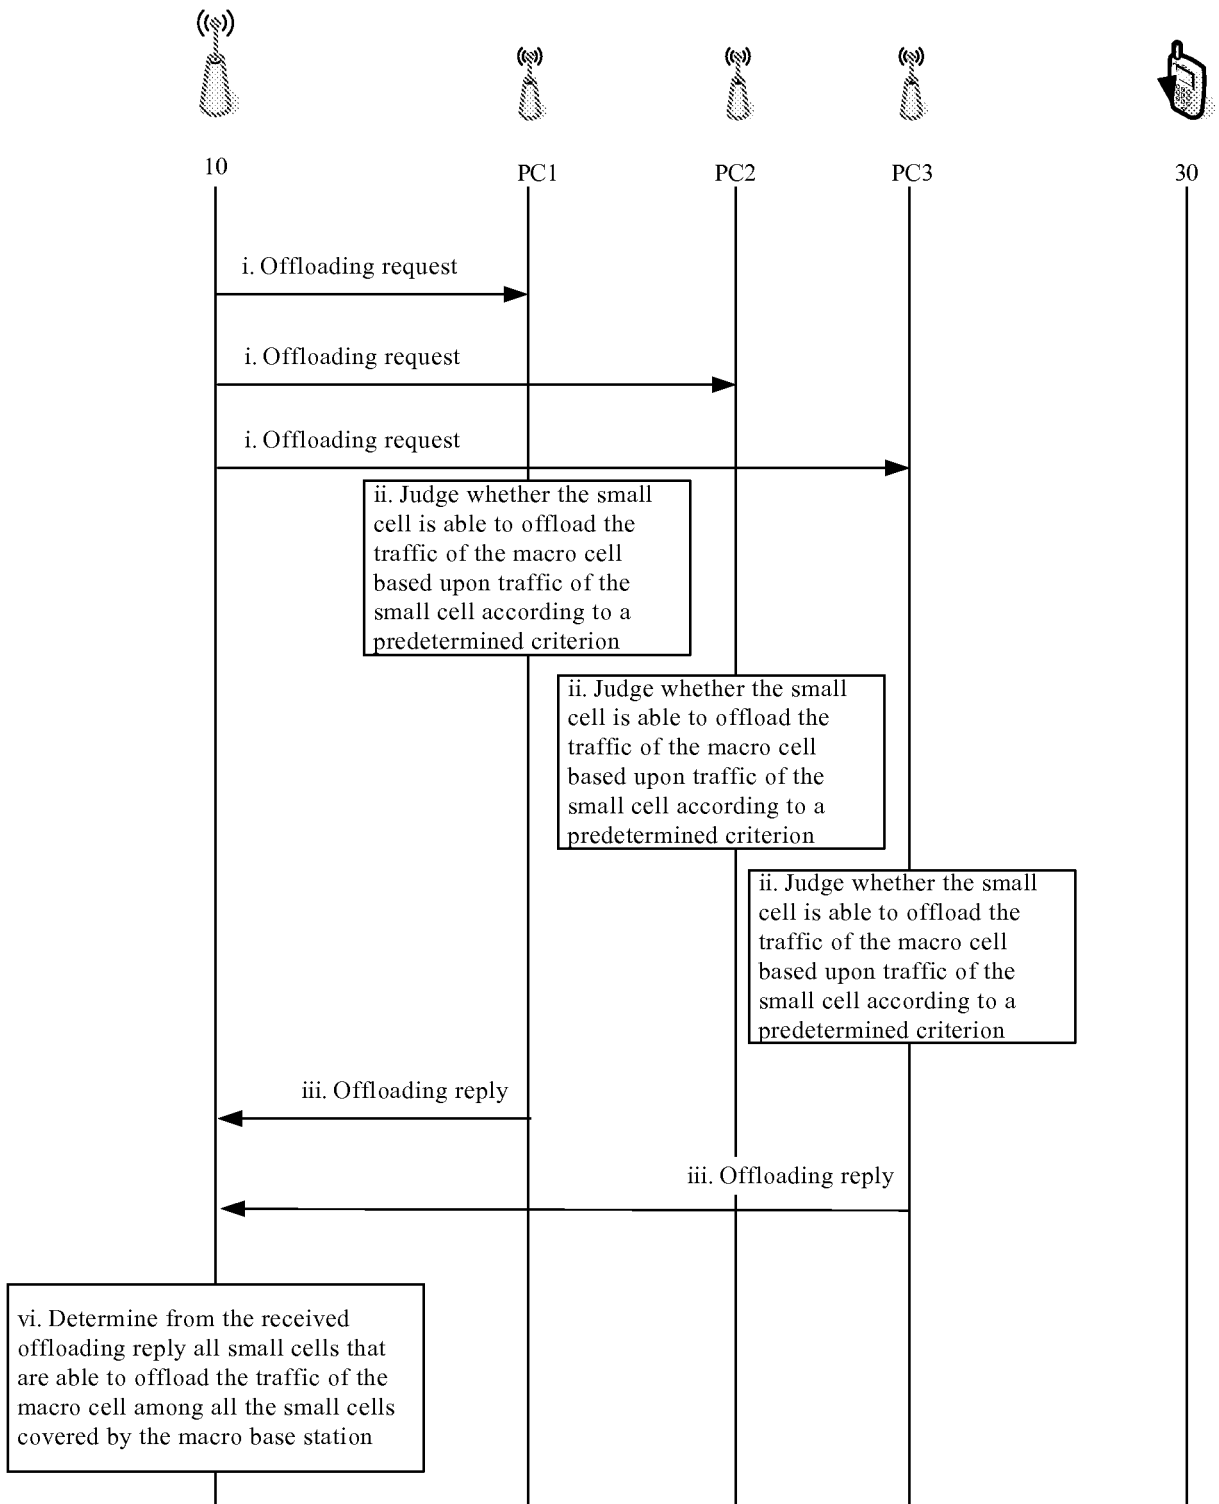 10
PC1
PC2
PC3
30
i. Offloading request
i. Offloading request
i. Offloading request
ii. Judge whether the small
cell is able to offload the
traffic of the macro cell
based upon traffic of the
small cell according to a
predetermined criterion
ii. Judge whether the small
cell is able to offload the
traffic of the macro cell
based upon traffic of the
small cell according to a
predetermined criterion
ii. Judge whether the small
cell is able to offload the
traffic of the macro cell
based upon traffic of the
small cell according to a
predetermined criterion
iii. Offloading reply
iii. Offloading reply
vi. Determine from the received
offloading reply all small cells that
are able to offload the traffic of the
macro cell among all the small cells
covered by the macro base station